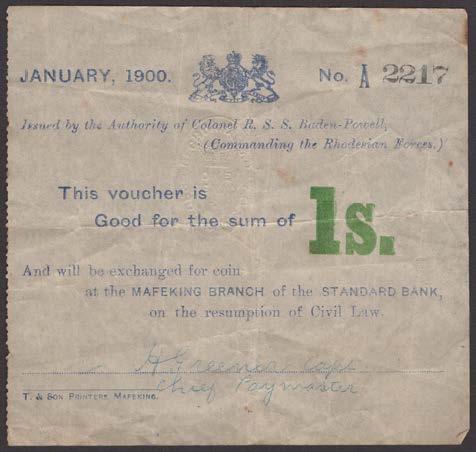 JANUARY, 1900. No. A 2217
Issued by the Authority of Colonel R. S. S. Baden-Powell,
(Commanding the Rhodesian Forces.)
This voucher is
Good for the sum of 1s.
And will be exchanged for coin
at the MAFEKING BRANCH of the STANDARD BANK,
on the resumption of Civil Law.
H Greener Capt.
Chief Paymaster
T. & SON PRINTERS MAFEKING.